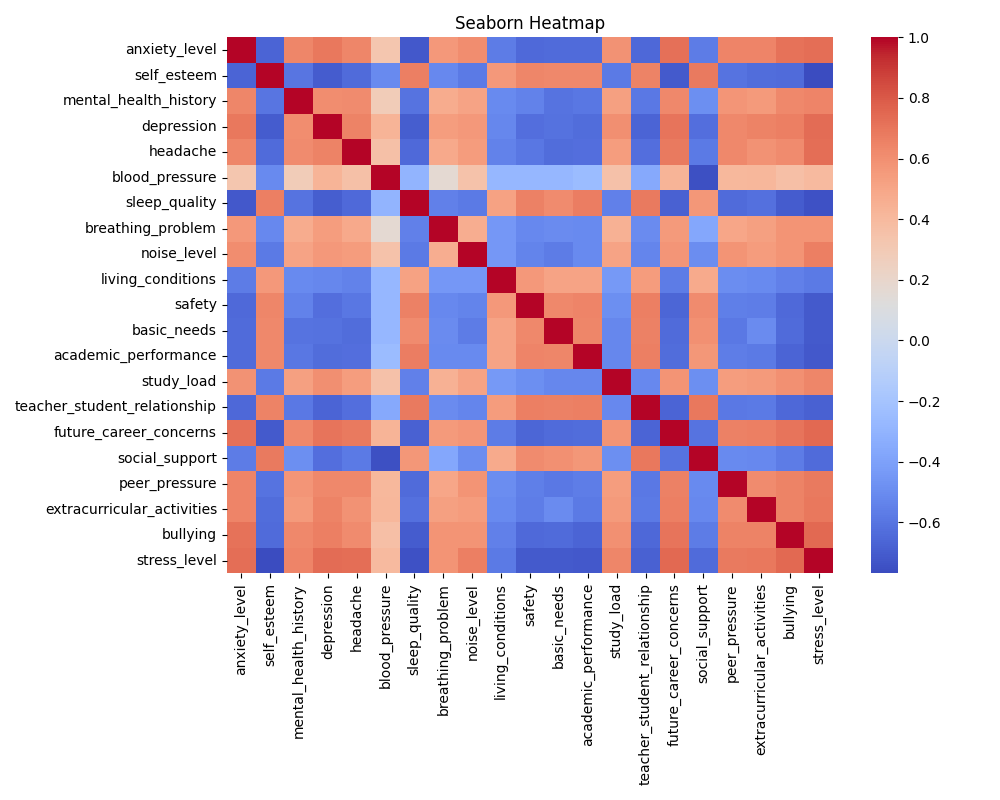 Seaborn Heatmap
anxiety_level
self_esteem
mental_health_history
depression
headache
blood_pressure
sleep_quality
breathing_problem
noise_level
living_conditions
safety
basic_needs
academic_performance
study_load
teacher_student_relationship
future_career_concerns
social_support
peer_pressure
extracurricular_activities
bullying
stress_level
anxiety_level
self_esteem
mental_health_history
depression
headache
blood_pressure
sleep_quality
breathing_problem
noise_level
living_conditions
safety
basic_needs
academic_performance
study_load
teacher_student_relationship
future_career_concerns
social_support
peer_pressure
extracurricular_activities
bullying
stress_level
1.0
0.8
0.6
0.4
0.2
0.0
−0.2
−0.4
−0.6